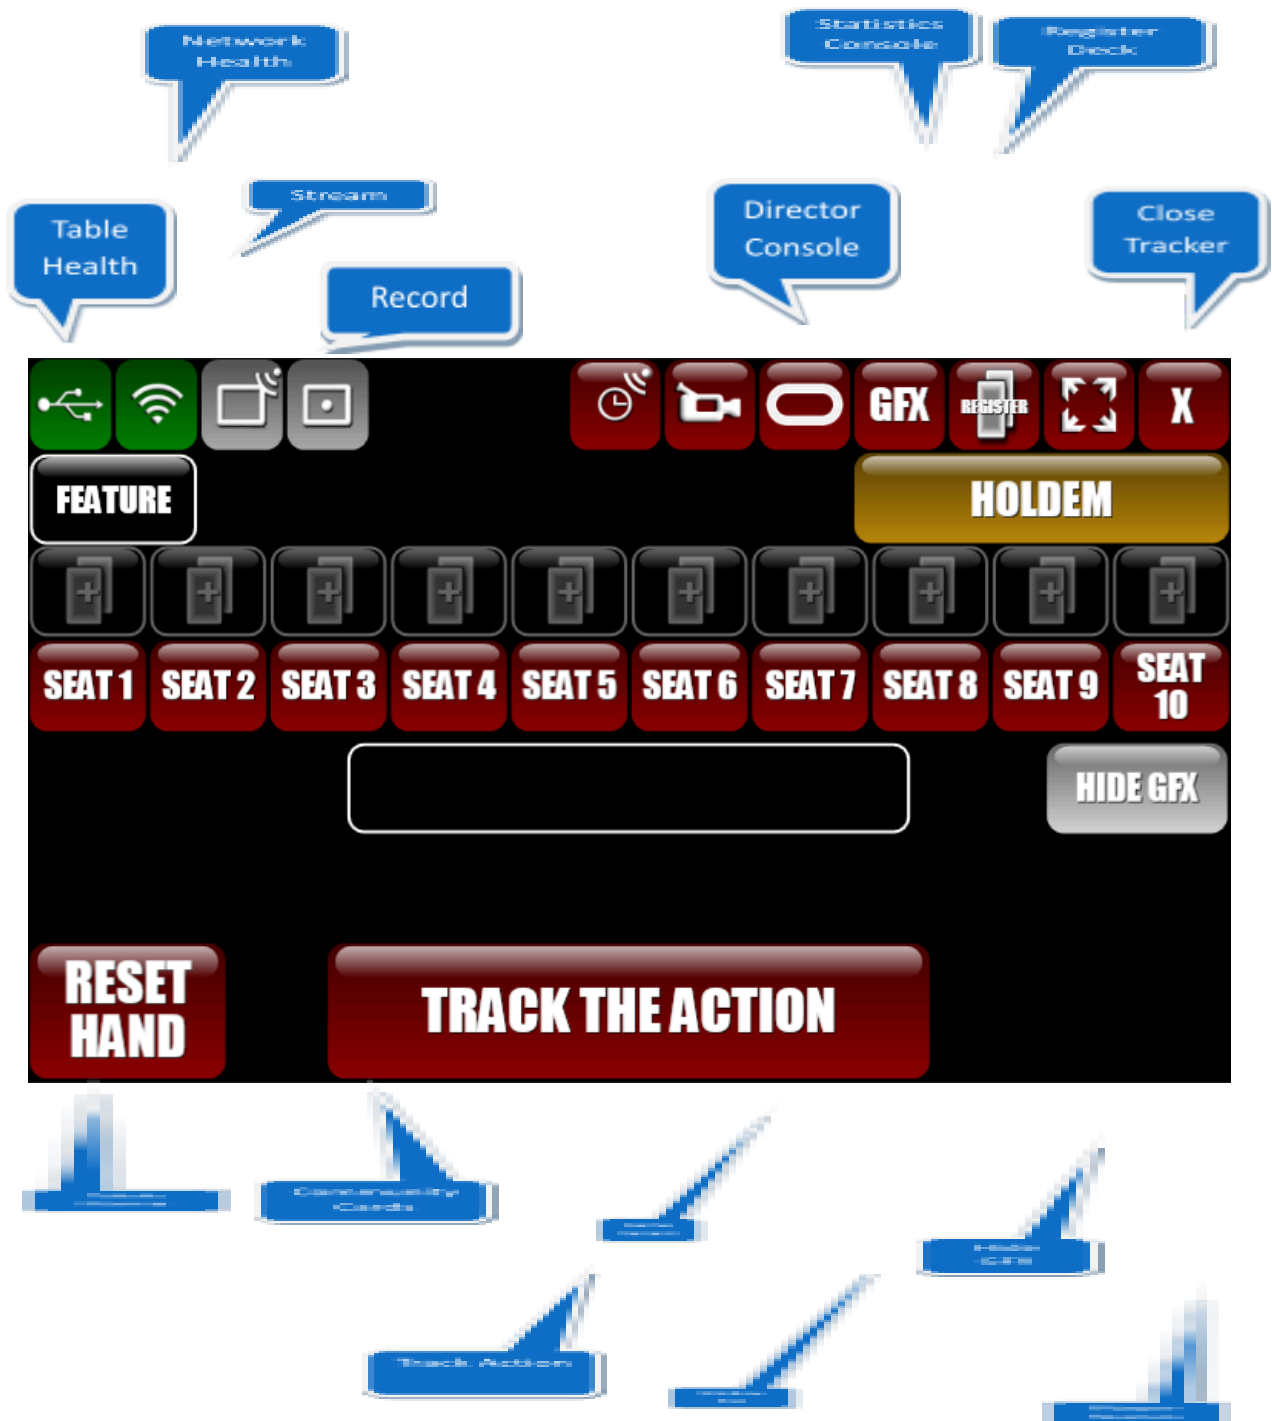 Network
Health
Statistics
Console
Register
Deck
Stream
Table
Health
Director
Console
Close
Tracker
Record
GFX
REGISTER
X
FEATURE
HOLDEM
SEAT 1
SEAT 2
SEAT 3
SEAT 4
SEAT 5
SEAT 6
SEAT 7
SEAT 8
SEAT 9
SEAT
10
HIDE GFX
RESET
HAND
TRACK THE ACTION
Community
Cards
Hide
GFX
Track Action